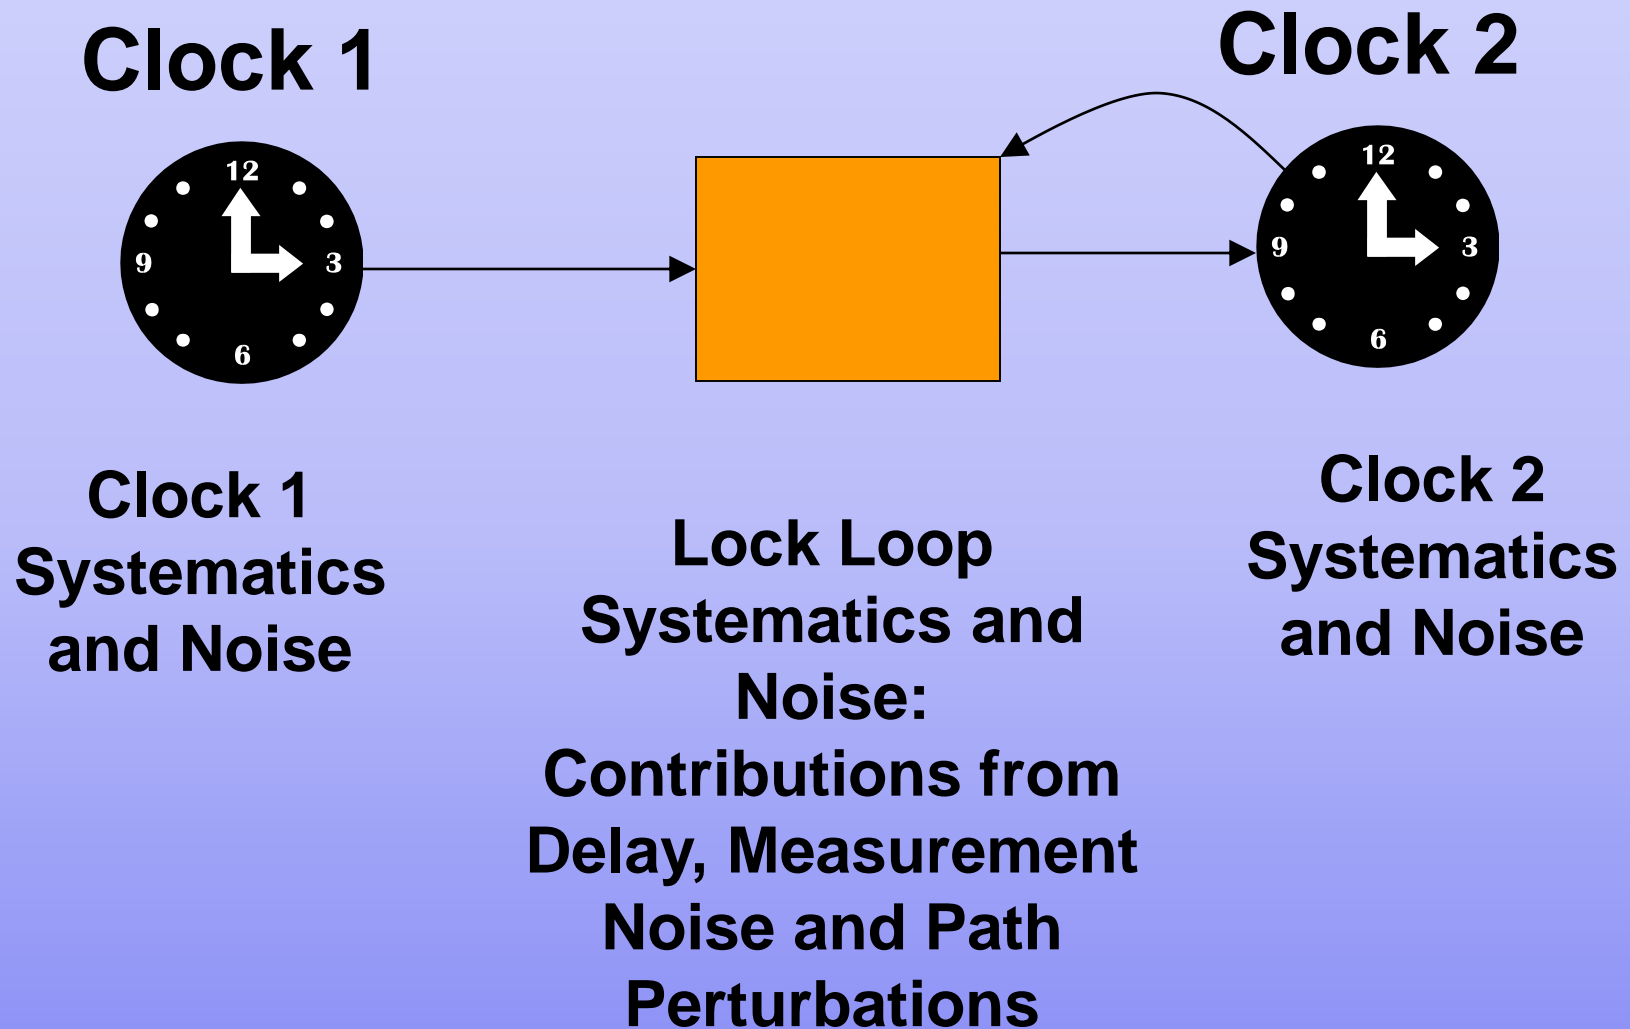 Clock 1
Clock 2
12
9
3
6
12
9
3
6
Clock 1
Systematics
and Noise
Lock Loop
Systematics and
Noise:
Contributions from
Delay, Measurement
Noise and Path
Perturbations
Clock 2
Systematics
and Noise